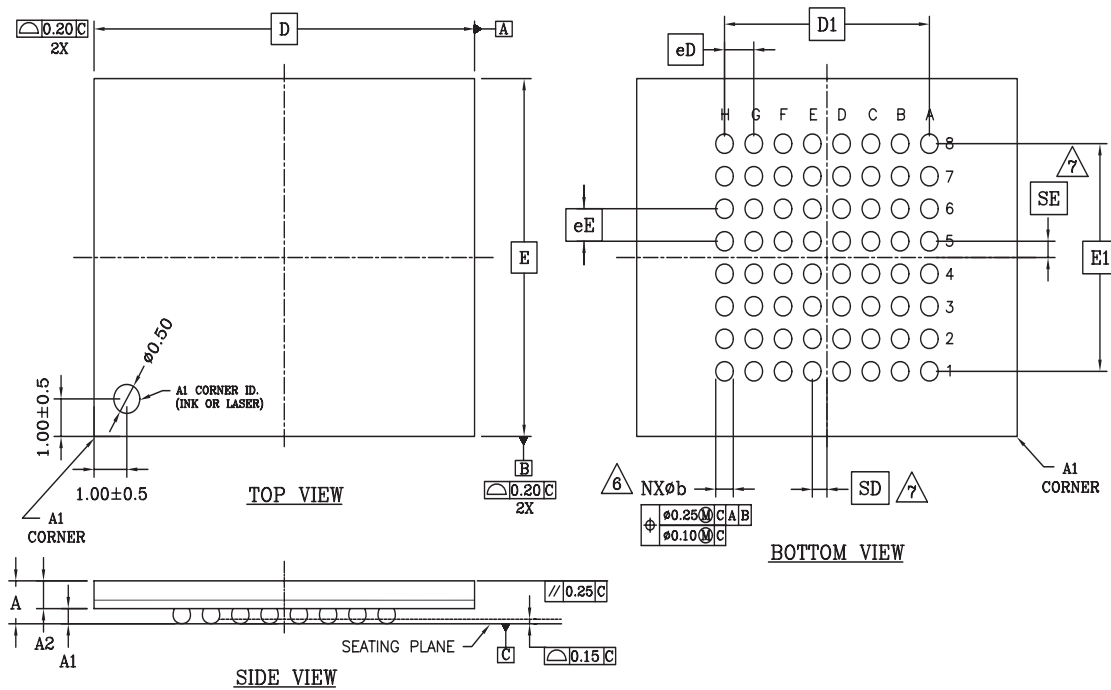 ⌓ 0.20 C
2X
D
A
E
ø0.50
A1 CORNER ID.
(INK OR LASER)
1.00±0.5
1.00±0.5
A1
CORNER
TOP VIEW
B
⌓ 0.20 C
2X
D1
eD
H G F E D C B A
8
7
6
5
4
3
2
1
7
SE
eE
E1
6 NXøb
⌖ ø0.25Ⓜ C A B
ø0.10Ⓜ C
SD 7
A1
CORNER
BOTTOM VIEW
A
A2
A1
// 0.25 C
SEATING PLANE
C
⌓ 0.15 C
SIDE VIEW